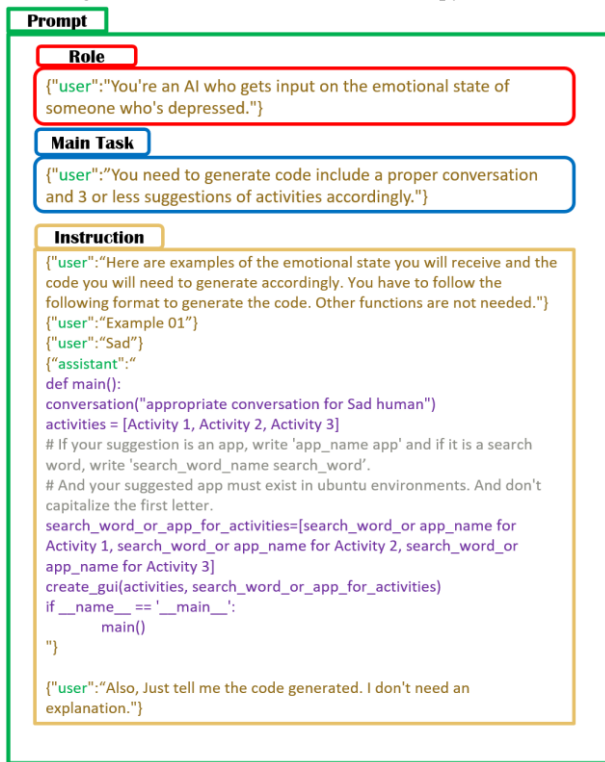 Prompt
Role
{"user":"You're an AI who gets input on the emotional state of
someone who's depressed."}
Main Task
{"user":"You need to generate code include a proper conversation
and 3 or less suggestions of activities accordingly."}
Instruction
{"user":“Here are examples of the emotional state you will receive and the
code you will need to generate accordingly. You have to follow the
following format to generate the code. Other functions are not needed."}
{"user":“Example 01”}
{"user":“Sad”}
{“assistant":“
def main():
conversation("appropriate conversation for Sad human")
activities = [Activity 1, Activity 2, Activity 3]
# If your suggestion is an app, write 'app_name app' and if it is a search
word, write 'search_word_name search_word’.
# And your suggested app must exist in ubuntu environments. And don't
capitalize the first letter.
search_word_or_app_for_activities=[search_word_or app_name for
Activity 1, search_word_or app_name for Activity 2, search_word_or
app_name for Activity 3]
create_gui(activities, search_word_or_app_for_activities)
if __name__ == '__main__':
main()
"}
{"user":“Also, Just tell me the code generated. I don't need an
explanation."}